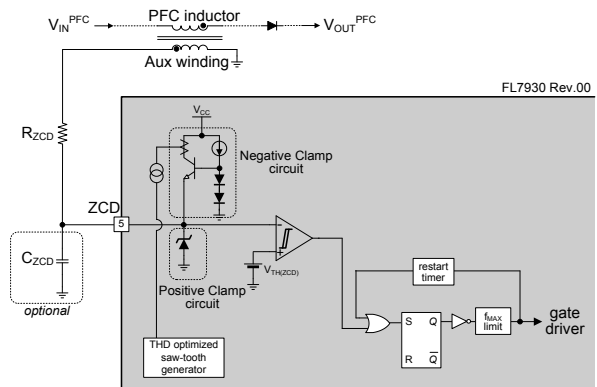 PFC inductor
V_IN^PFC
V_OUT^PFC
Aux winding
FL7930 Rev.00
R_ZCD
V_CC
Negative Clamp
circuit
ZCD
5
C_ZCD
optional
Positive Clamp
circuit
-
+
V_TH(ZCD)
THD optimized
saw-tooth
generator
restart
timer
S
Q
R
Q̅
f_MAX
limit
gate
driver